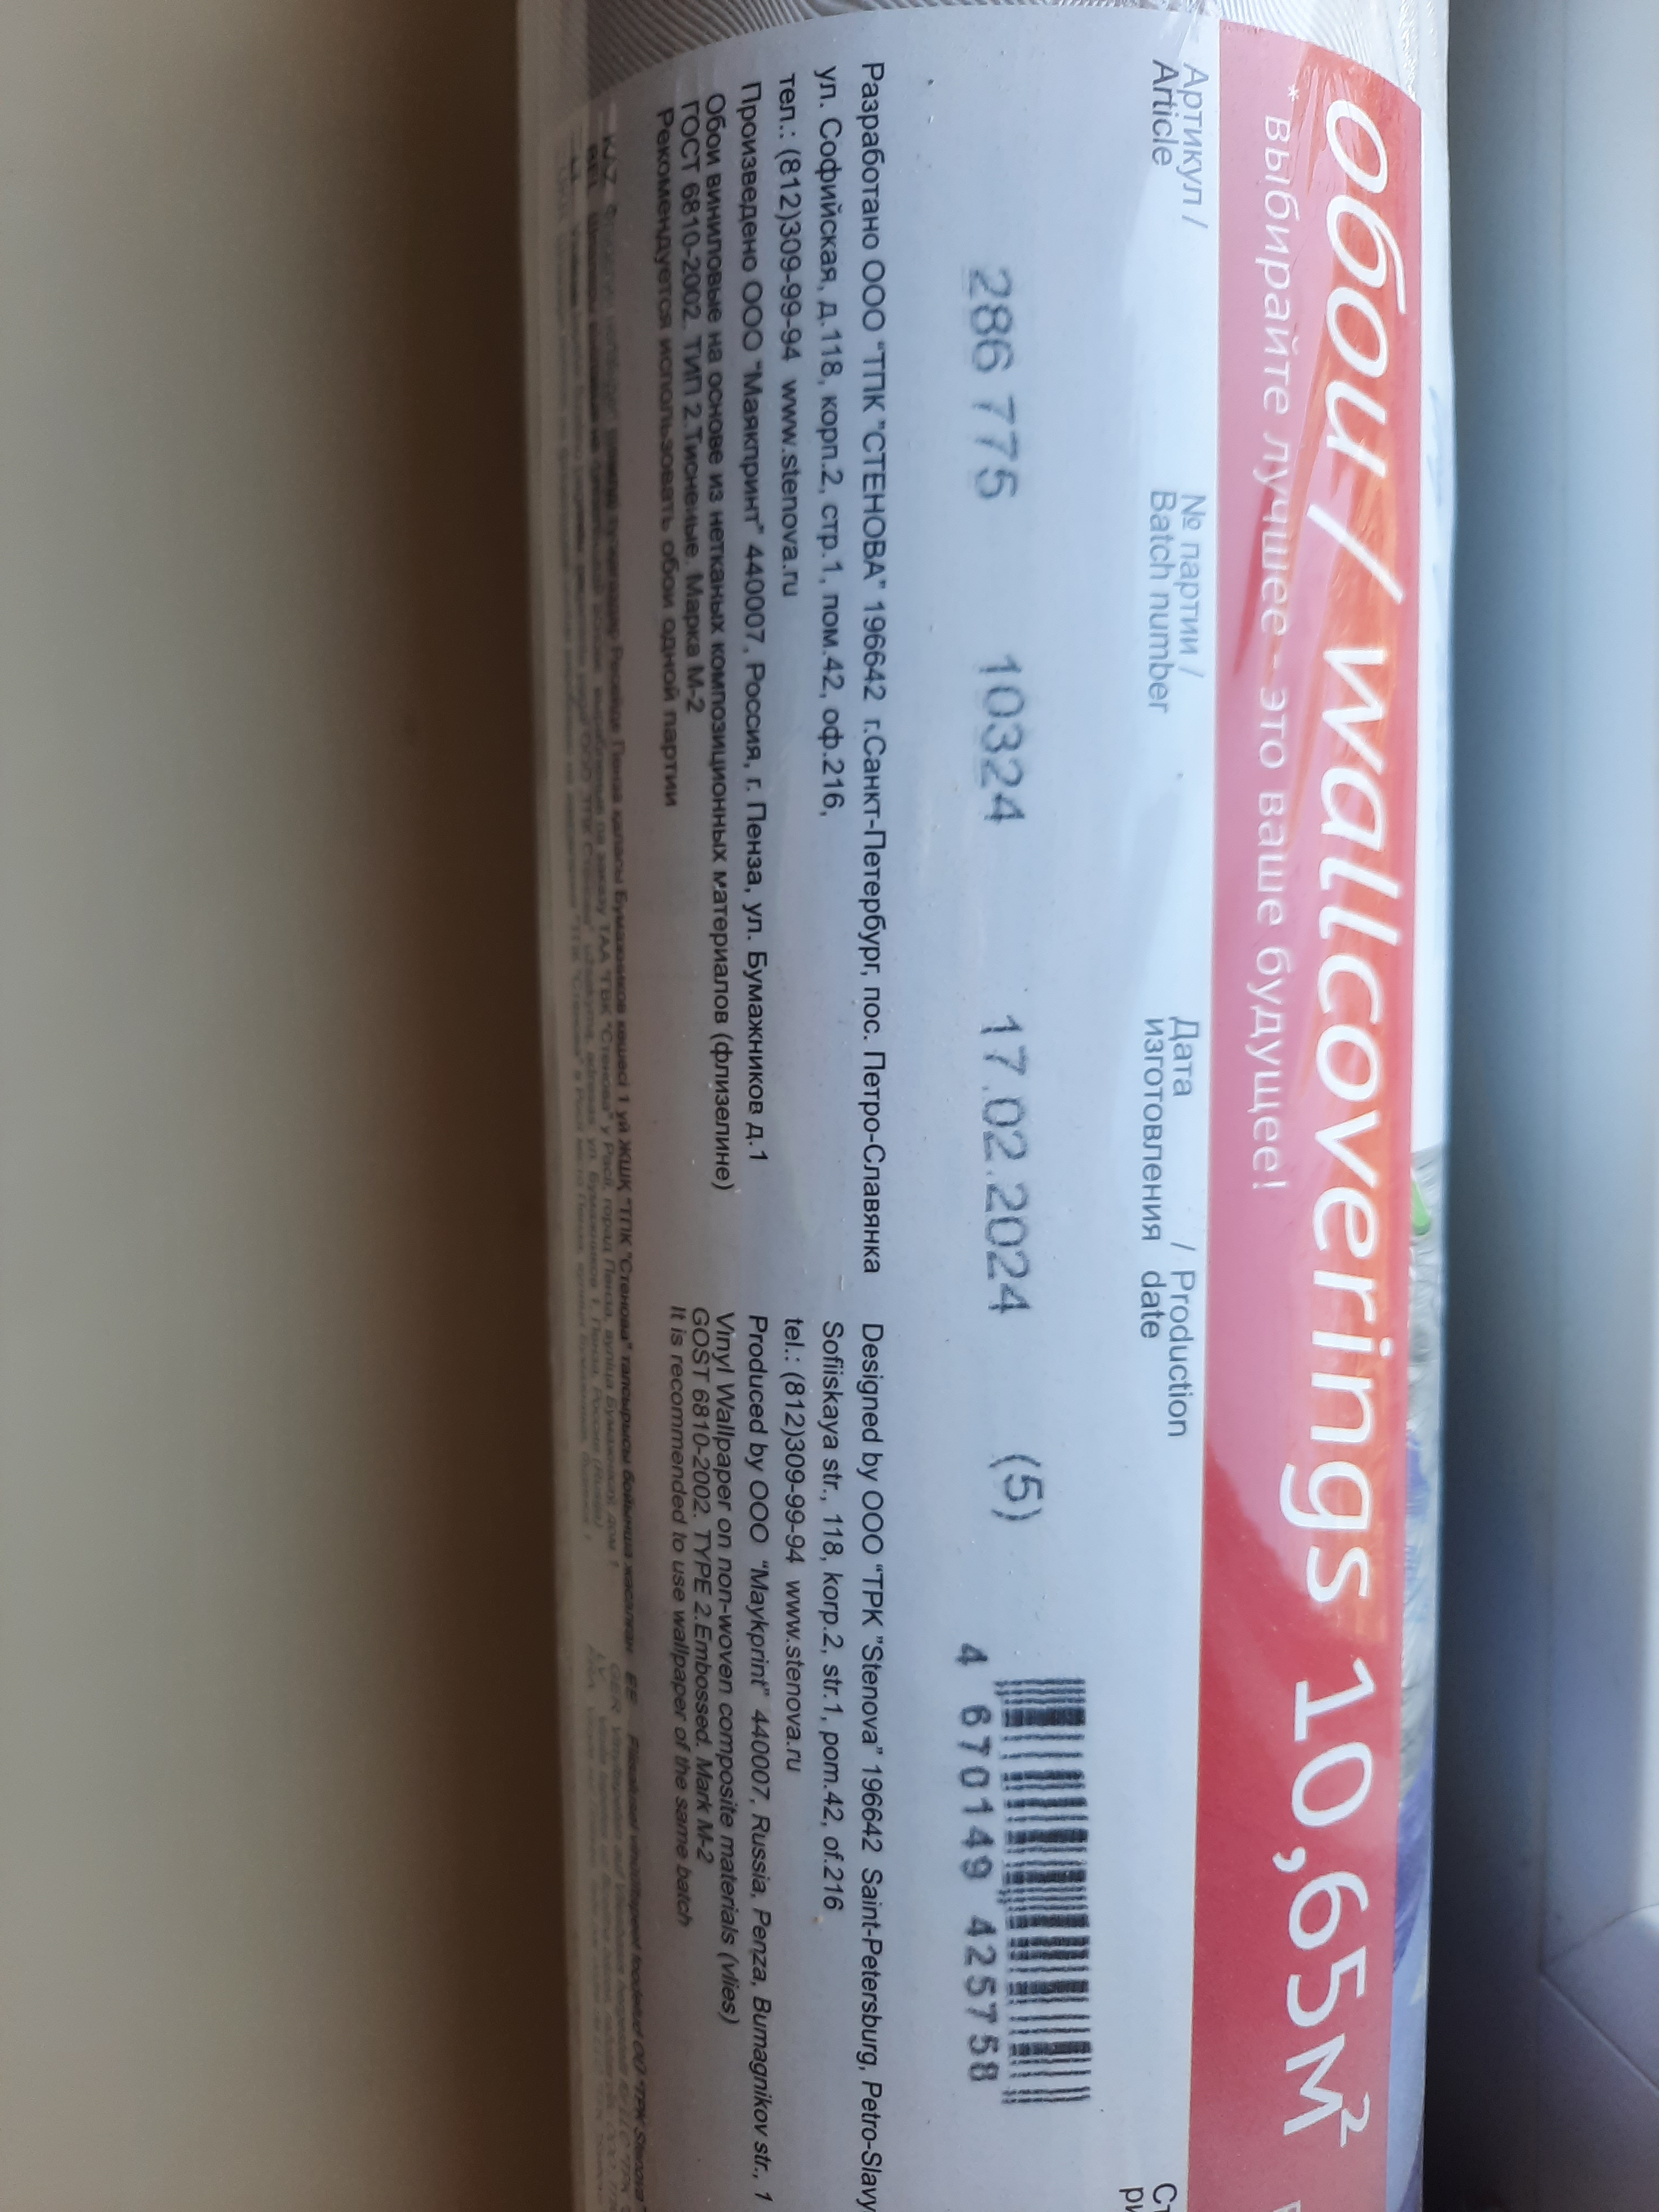 обои / wallcoverings 10,65м²
* выбирайте лучшее - это ваше будущее!
Артикул /
Article
№ партии /
Batch number
Дата / Production
изготовления date
286 775 10324 17.02.2024 (5)
4 670149 425758
Разработано ООО "ТПК "СТЕНОВА" 196642 г.Санкт-Петербург, пос. Петро-Славянка
ул. Софийская, д.118, корп.2, стр.1, пом.42, оф.216,
тел.: (812)309-99-94 www.stenova.ru
Произведено ООО "Маякпринт" 440007, Россия, г. Пенза, ул. Бумажников д.1
Обои виниловые на основе из нетканых композиционных материалов (флизелине)
ГОСТ 6810-2002. ТИП 2.Тисненые. Марка М-2
Рекомендуется использовать обои одной партии
Designed by OOO "TPK "Stenova" 196642 Saint-Petersburg, Petro-Slavy
Sofiiskaya str., 118, korp.2, str.1, pom.42, of.216
tel.: (812)309-99-94 www.stenova.ru
Produced by OOO "Maykprint" 440007, Russia, Penza, Bumagnikov str., 1
Vinyl Wallpaper on non-woven composite materials (vlies)
GOST 6810-2002. TYPE 2.Embossed. Mark M-2
It is recommended to use wallpaper of the same batch